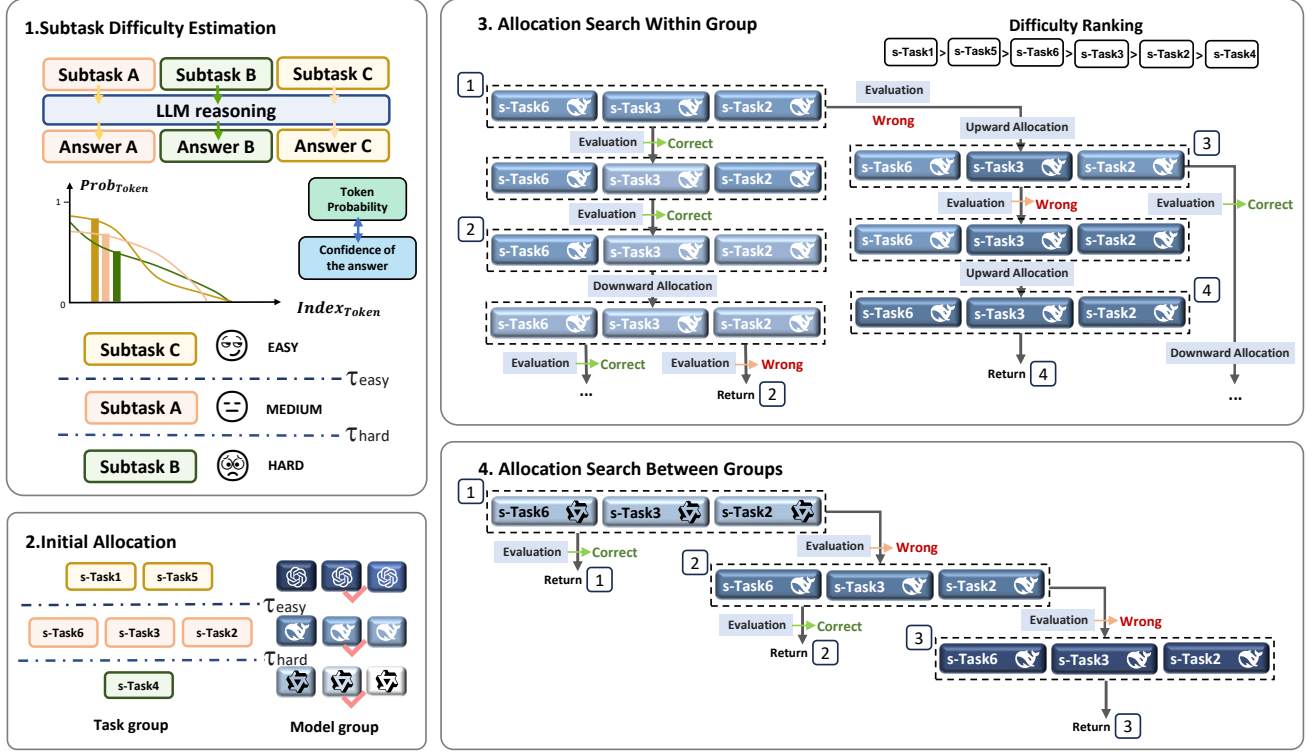 1.Subtask Difficulty Estimation
Subtask A
Subtask B
Subtask C
LLM reasoning
Answer A
Answer B
Answer C
Prob_Token
1
0
Index_Token
Token
Probability
Confidence of
the answer
Subtask C
EASY
τeasy
Subtask A
MEDIUM
τhard
Subtask B
HARD
2.Initial Allocation
s-Task1
s-Task5
τeasy
s-Task6
s-Task3
s-Task2
τhard
s-Task4
Task group
Model group
3. Allocation Search Within Group
Difficulty Ranking
s-Task1 > s-Task5 > s-Task6 > s-Task3 > s-Task2 > s-Task4
1
s-Task6
s-Task3
s-Task2
Evaluation
Correct
s-Task6
s-Task3
s-Task2
Evaluation
Correct
2
s-Task6
s-Task3
s-Task2
Downward Allocation
s-Task6
s-Task3
s-Task2
Evaluation
Correct
...
Evaluation
Wrong
Return 2
Evaluation
Wrong
Upward Allocation
3
s-Task6
s-Task3
s-Task2
Evaluation
Wrong
Evaluation
Correct
s-Task6
s-Task3
s-Task2
Upward Allocation
4
s-Task6
s-Task3
s-Task2
Return 4
Downward Allocation
...
4. Allocation Search Between Groups
1
s-Task6
s-Task3
s-Task2
Evaluation
Correct
Return 1
Evaluation
Wrong
2
s-Task6
s-Task3
s-Task2
Evaluation
Correct
Return 2
Evaluation
Wrong
3
s-Task6
s-Task3
s-Task2
Return 3